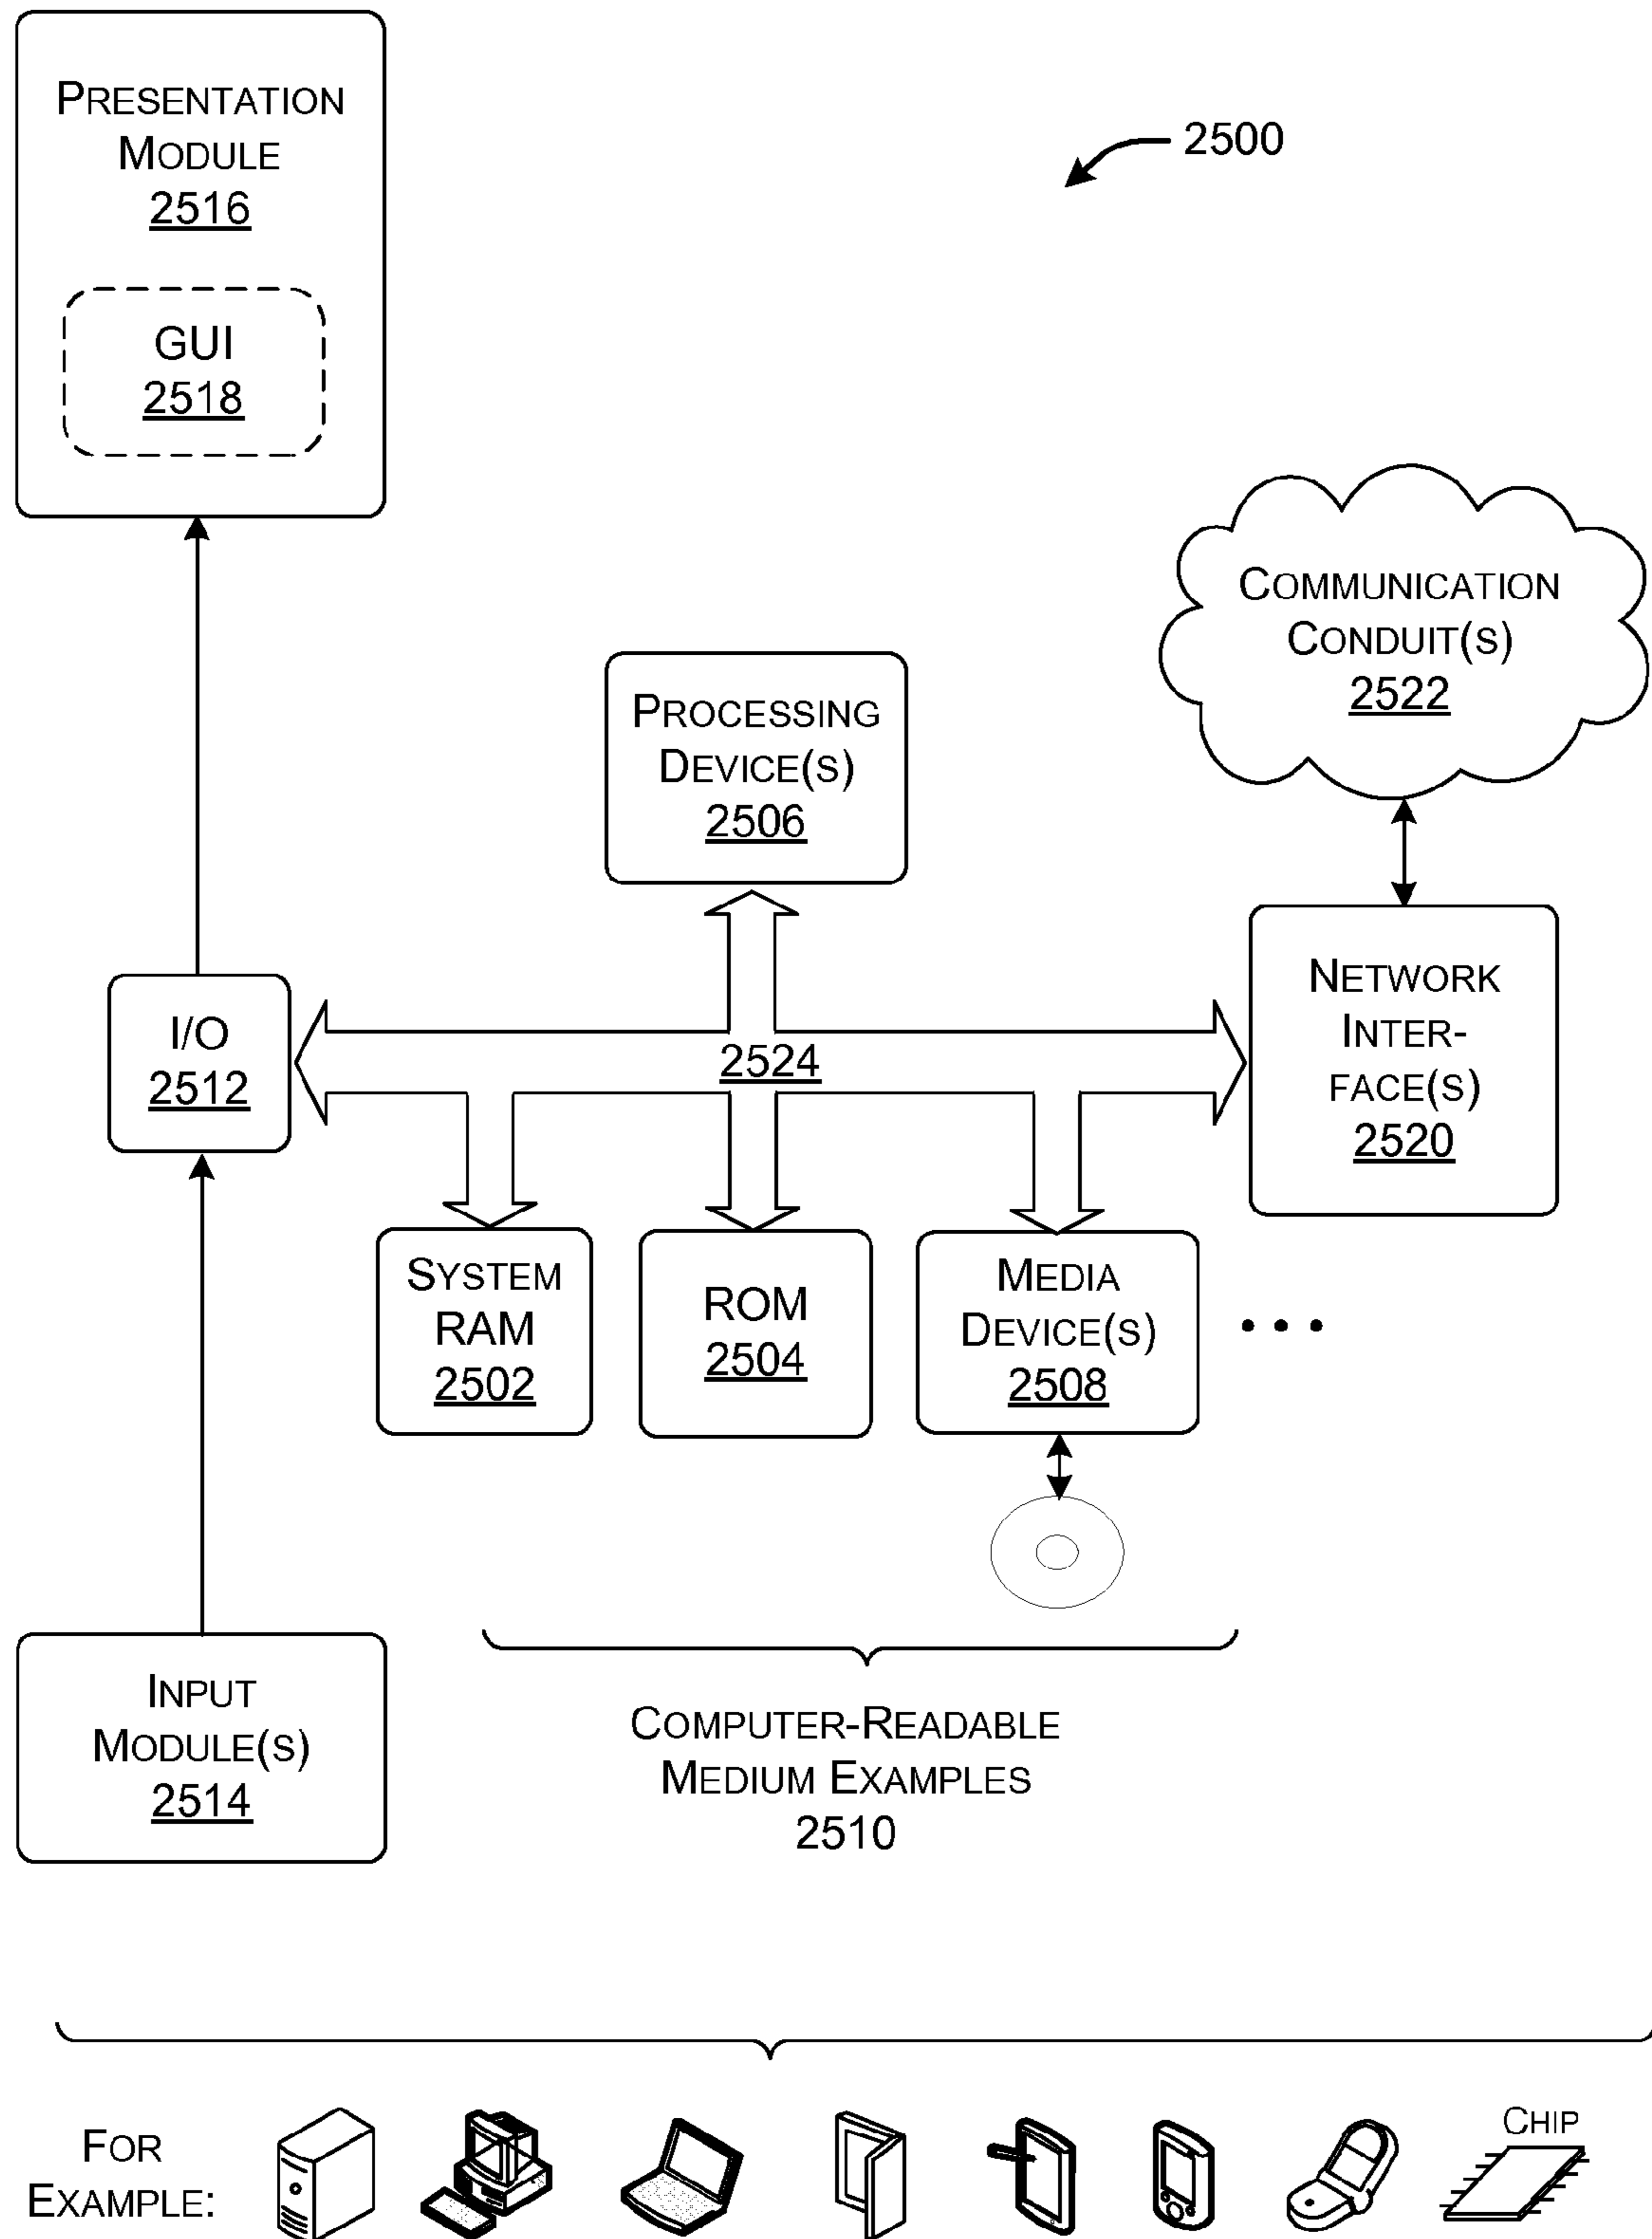 PRESENTATION
MODULE
2516
GUI
2518
2500
COMMUNICATION
CONDUIT(S)
2522
PROCESSING
DEVICE(S)
2506
NETWORK
INTER-
FACE(S)
2520
I/O
2512
2524
SYSTEM
RAM
2502
ROM
2504
MEDIA
DEVICE(S)
2508
• • •
INPUT
MODULE(S)
2514
COMPUTER-READABLE
MEDIUM EXAMPLES
2510
FOR
EXAMPLE:
CHIP